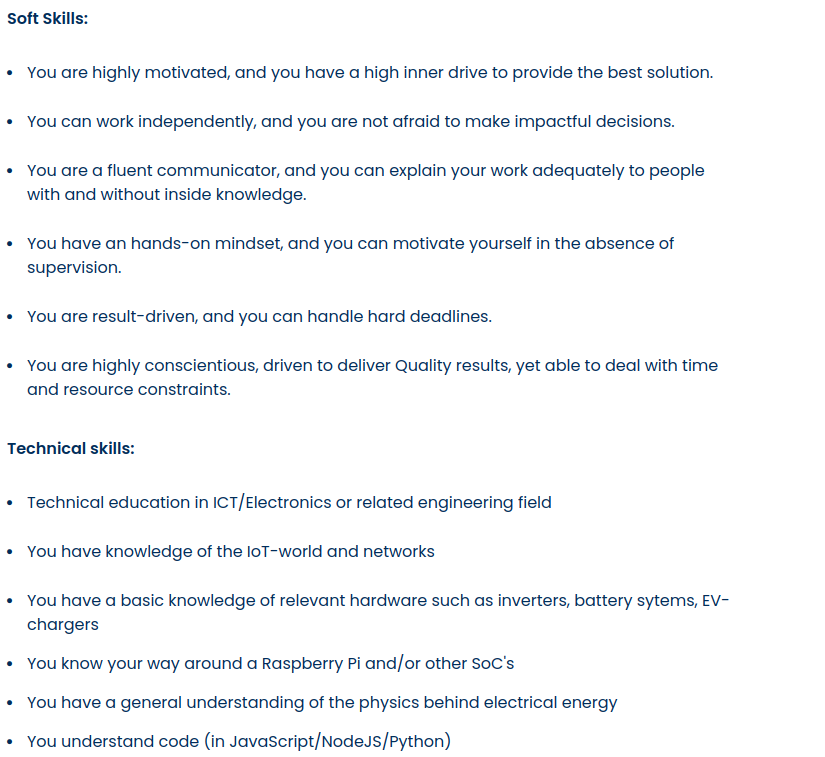 Soft Skills:
• You are highly motivated, and you have a high inner drive to provide the best solution.
• You can work independently, and you are not afraid to make impactful decisions.
• You are a fluent communicator, and you can explain your work adequately to people
with and without inside knowledge.
• You have an hands-on mindset, and you can motivate yourself in the absence of
supervision.
• You are result-driven, and you can handle hard deadlines.
• You are highly conscientious, driven to deliver Quality results, yet able to deal with time
and resource constraints.
Technical skills:
• Technical education in ICT/Electronics or related engineering field
• You have knowledge of the IoT-world and networks
• You have a basic knowledge of relevant hardware such as inverters, battery sytems, EV-
chargers
• You know your way around a Raspberry Pi and/or other SoC's
• You have a general understanding of the physics behind electrical energy
• You understand code (in JavaScript/NodeJS/Python)